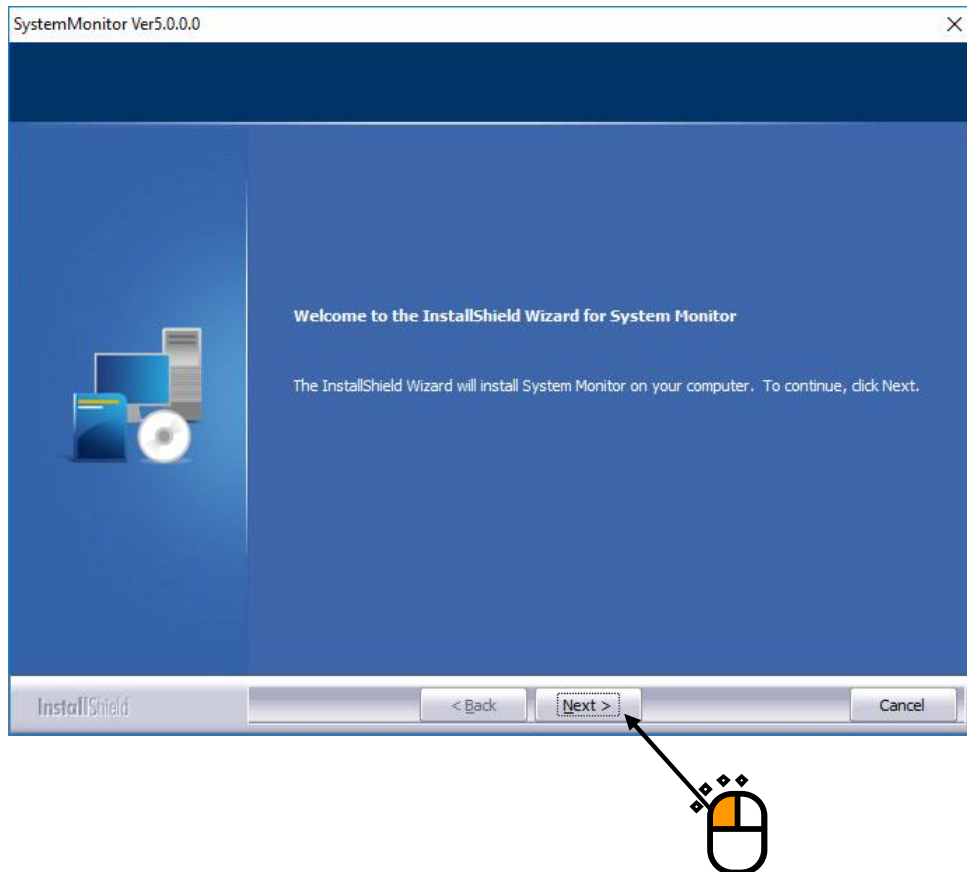 SystemMonitor Ver5.0.0.0
Welcome to the InstallShield Wizard for System Monitor
The InstallShield Wizard will install System Monitor on your computer. To continue, click Next.
InstallShield
< Back
Next >
Cancel